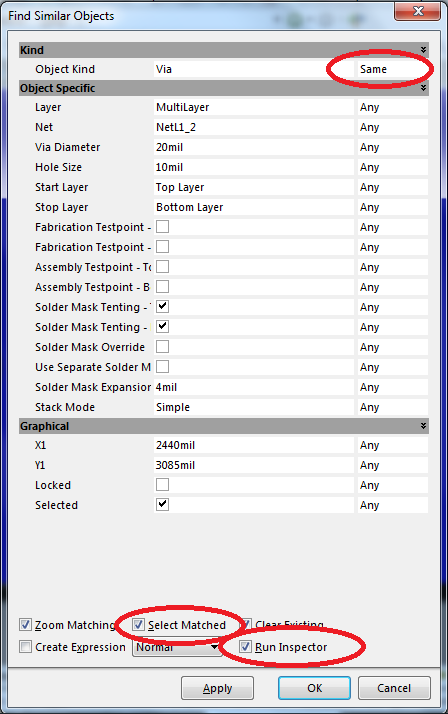 Find Similar Objects
Kind
Object Kind Via Same
Object Specific
Layer MultiLayer Any
Net NetL1_2 Any
Via Diameter 20mil Any
Hole Size 10mil Any
Start Layer Top Layer Any
Stop Layer Bottom Layer Any
Fabrication Testpoint - Any
Fabrication Testpoint - Any
Assembly Testpoint - To Any
Assembly Testpoint - B Any
Solder Mask Tenting - Any
Solder Mask Tenting - Any
Solder Mask Override Any
Use Separate Solder M Any
Solder Mask Expansion 4mil Any
Stack Mode Simple Any
Graphical
X1 2440mil Any
Y1 3085mil Any
Locked Any
Selected Any
Zoom Matching Select Matched Clear Existing
Create Expression Normal Run Inspector
Apply OK Cancel